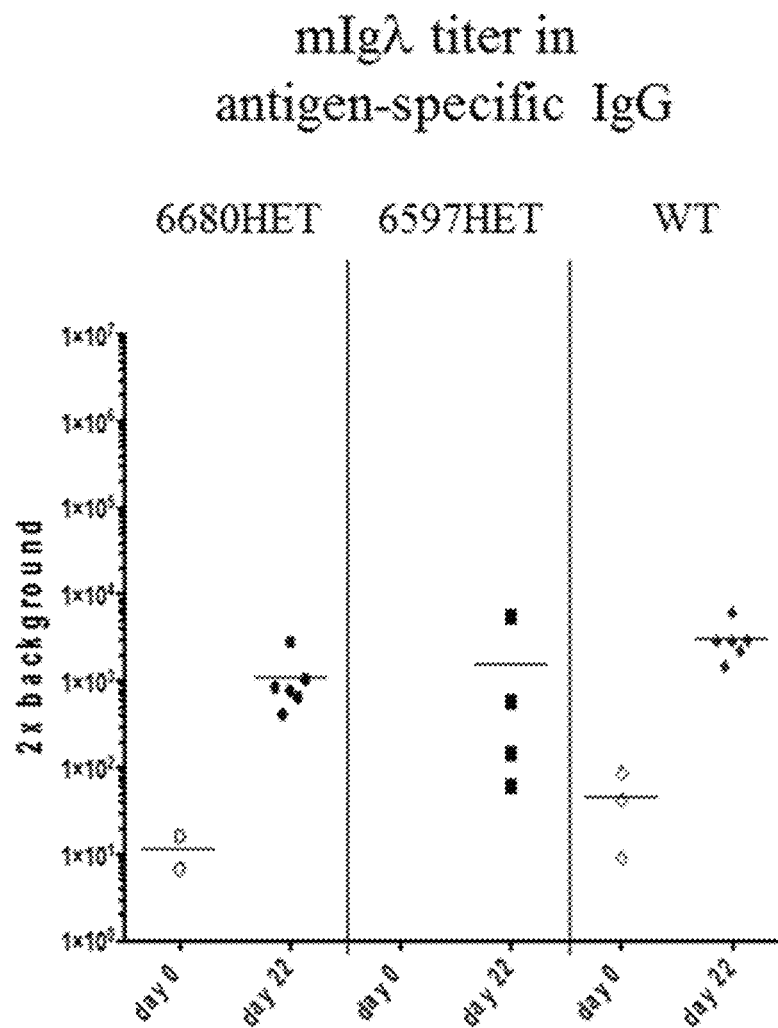 mIgλ titer in
antigen-specific IgG
6680HET 6597HET WT
2x background
1×10⁷
1×10⁶
1×10⁵
1×10⁴
1×10³
1×10²
1×10¹
1×10⁰
day 0 day 22 day 0 day 22 day 0 day 22